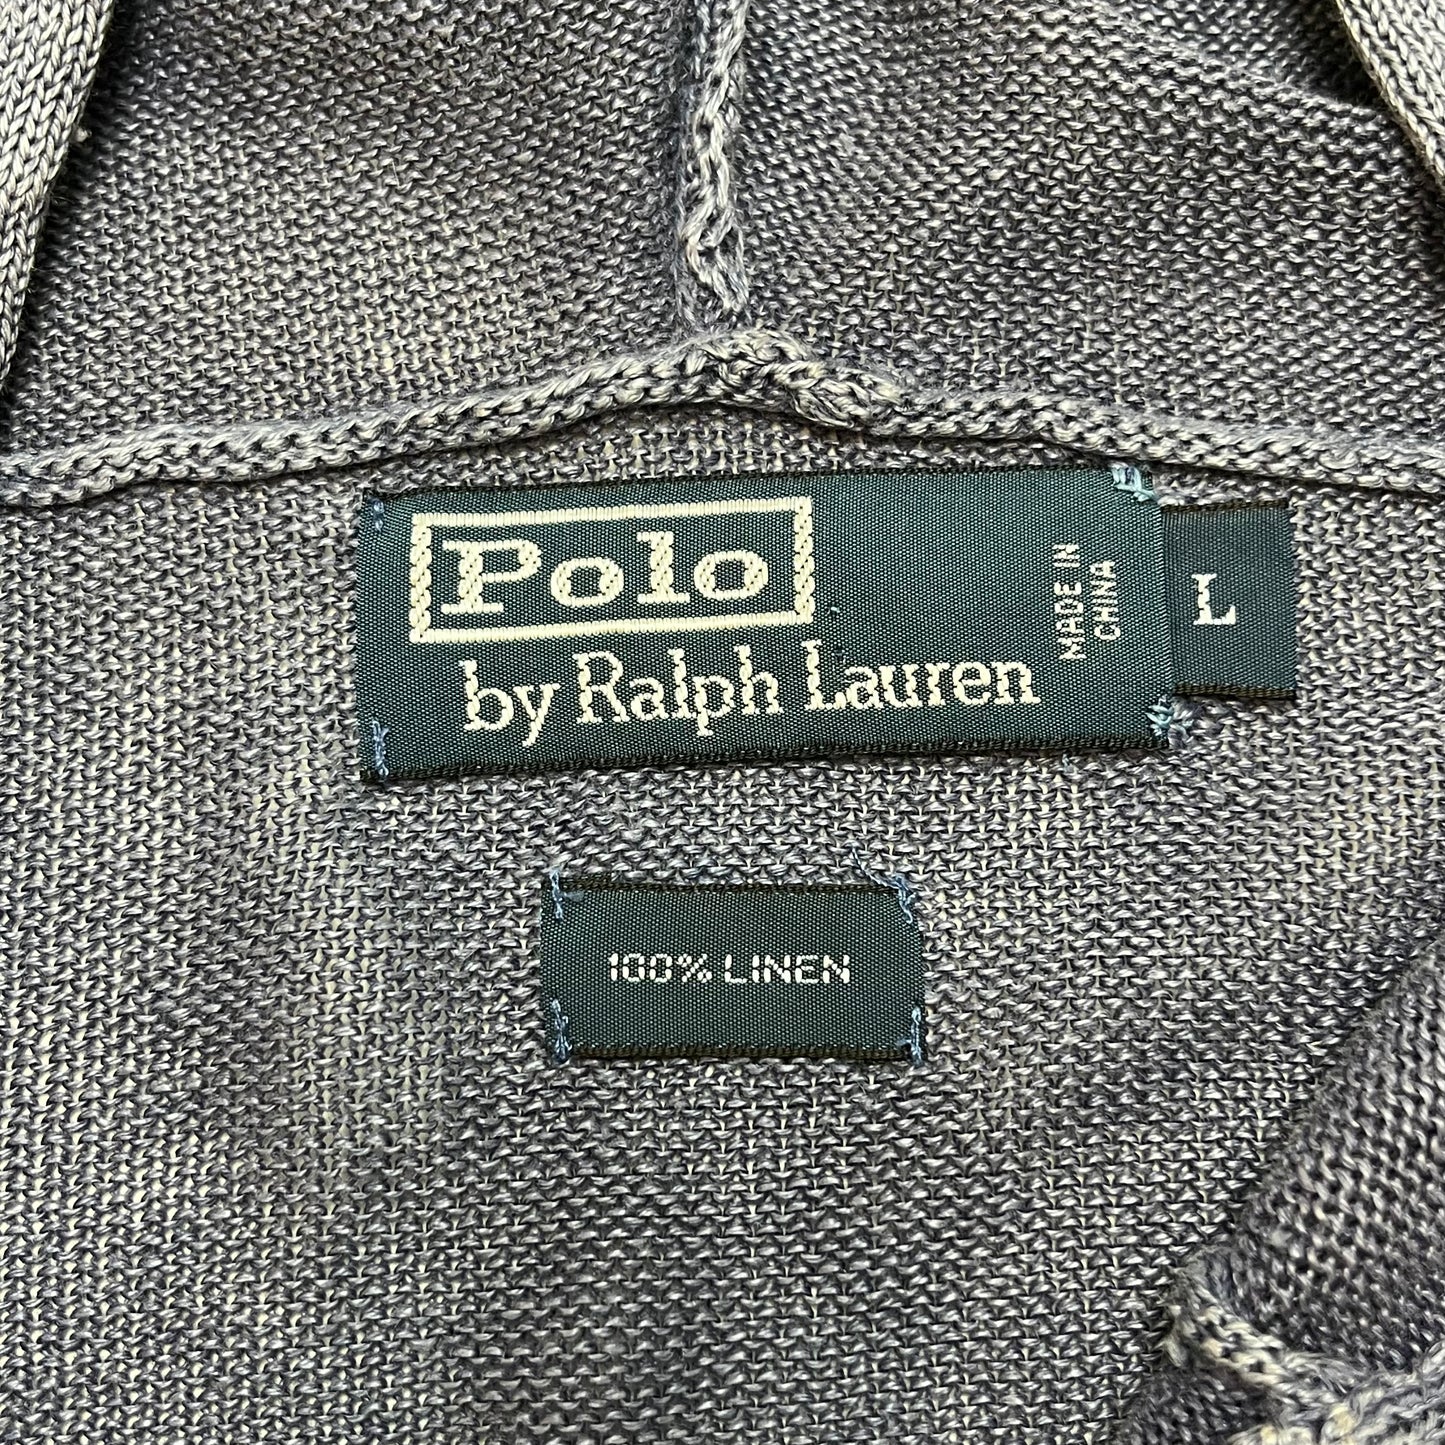 Polo
by Ralph Lauren
MADE IN
CHINA
L
100% LINEN